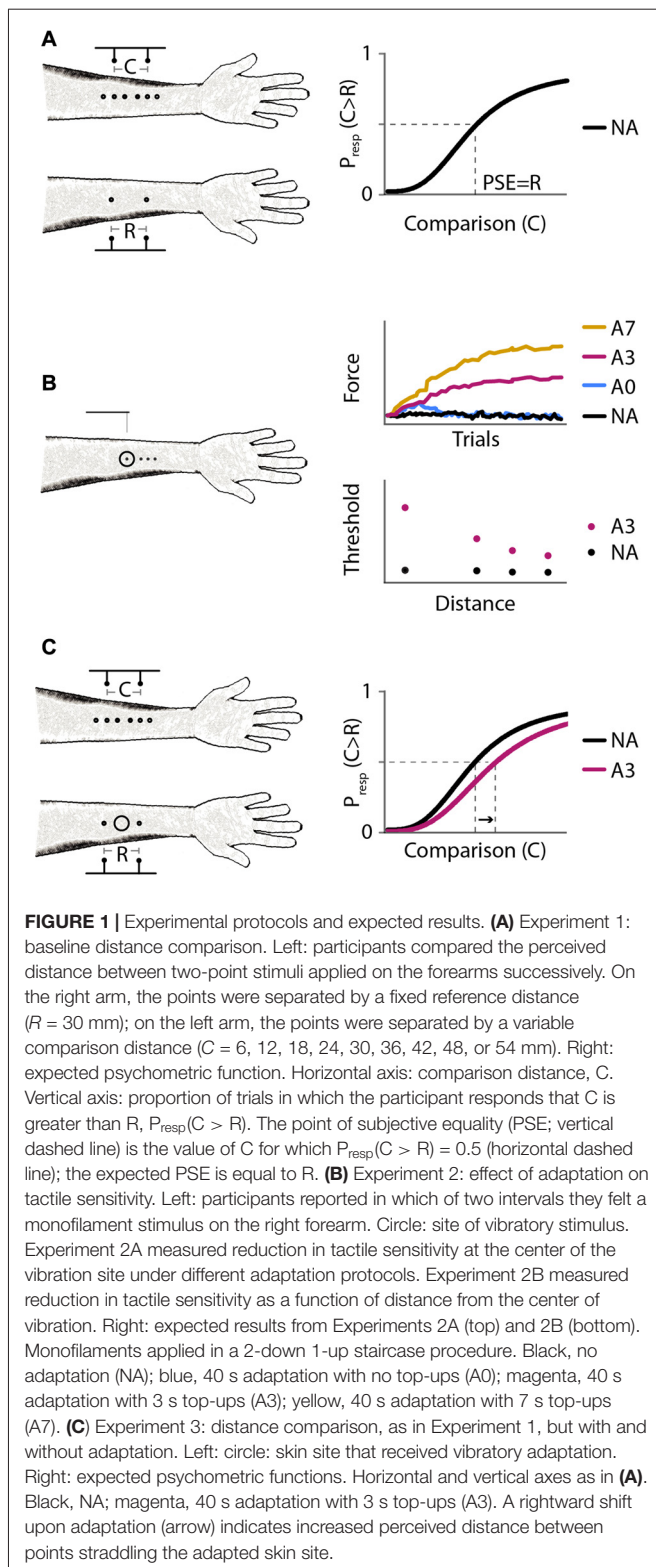 A
C
R
1
P_resp (C>R)
0
PSE=R
Comparison (C)
NA
B
Force
Trials
A7
A3
A0
NA
Threshold
Distance
A3
NA
C
C
R
1
P_resp (C>R)
0
Comparison (C)
NA
A3
FIGURE 1 | Experimental protocols and expected results. (A) Experiment 1:
baseline distance comparison. Left: participants compared the perceived
distance between two-point stimuli applied on the forearms successively. On
the right arm, the points were separated by a fixed reference distance
(R = 30 mm); on the left arm, the points were separated by a variable
comparison distance (C = 6, 12, 18, 24, 30, 36, 42, 48, or 54 mm). Right:
expected psychometric function. Horizontal axis: comparison distance, C.
Vertical axis: proportion of trials in which the participant responds that C is
greater than R, P_resp(C > R). The point of subjective equality (PSE; vertical
dashed line) is the value of C for which P_resp(C > R) = 0.5 (horizontal dashed
line); the expected PSE is equal to R. (B) Experiment 2: effect of adaptation on
tactile sensitivity. Left: participants reported in which of two intervals they felt a
monofilament stimulus on the right forearm. Circle: site of vibratory stimulus.
Experiment 2A measured reduction in tactile sensitivity at the center of the
vibration site under different adaptation protocols. Experiment 2B measured
reduction in tactile sensitivity as a function of distance from the center of
vibration. Right: expected results from Experiments 2A (top) and 2B (bottom).
Monofilaments applied in a 2-down 1-up staircase procedure. Black, no
adaptation (NA); blue, 40 s adaptation with no top-ups (A0); magenta, 40 s
adaptation with 3 s top-ups (A3); yellow, 40 s adaptation with 7 s top-ups
(A7). (C) Experiment 3: distance comparison, as in Experiment 1, but with and
without adaptation. Left: circle: skin site that received vibratory adaptation.
Right: expected psychometric functions. Horizontal and vertical axes as in (A).
Black, NA; magenta, 40 s adaptation with 3 s top-ups (A3). A rightward shift
upon adaptation (arrow) indicates increased perceived distance between
points straddling the adapted skin site.